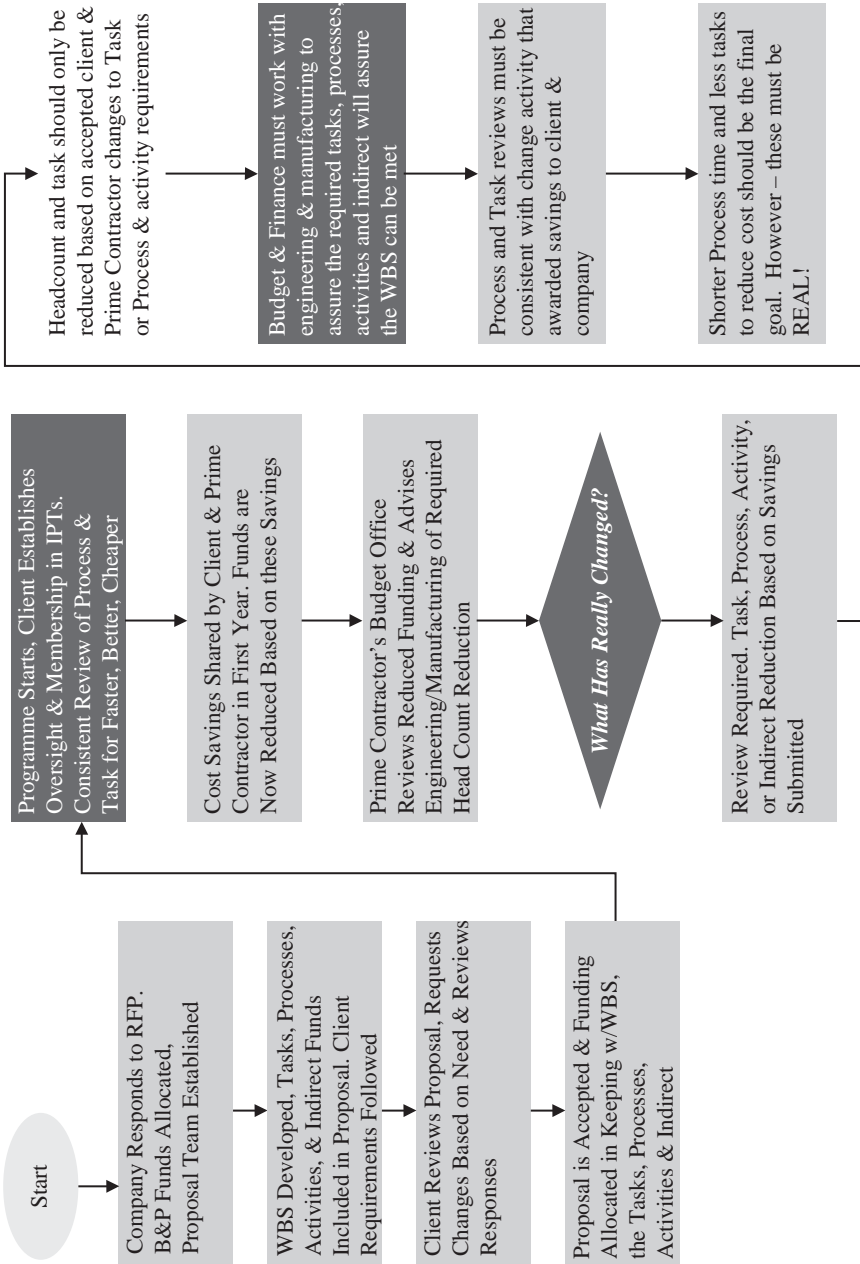 Start
Company Responds to RFP.
B&P Funds Allocated,
Proposal Team Established
WBS Developed, Tasks, Processes,
Activities, & Indirect Funds
Included in Proposal. Client
Requirements Followed
Client Reviews Proposal, Requests
Changes Based on Need & Reviews
Responses
Proposal is Accepted & Funding
Allocated in Keeping w/WBS,
the Tasks, Processes,
Activities & Indirect
Programme Starts, Client Establishes
Oversight & Membership in IPTs.
Consistent Review of Process &
Task for Faster, Better, Cheaper
Cost Savings Shared by Client & Prime
Contractor in First Year. Funds are
Now Reduced Based on these Savings
Prime Contractor’s Budget Office
Reviews Reduced Funding & Advises
Engineering/Manufacturing of Required
Head Count Reduction
What Has Really Changed?
Review Required. Task, Process, Activity,
or Indirect Reduction Based on Savings
Submitted
Headcount and task should only be
reduced based on accepted client &
Prime Contractor changes to Task
or Process & activity requirements
Budget & Finance must work with
engineering & manufacturing to
assure the required tasks, processes,
activities and indirect will assure
the WBS can be met
Process and Task reviews must be
consistent with change activity that
awarded savings to client &
company
Shorter Process time and less tasks
to reduce cost should be the final
goal. However – these must be
REAL!